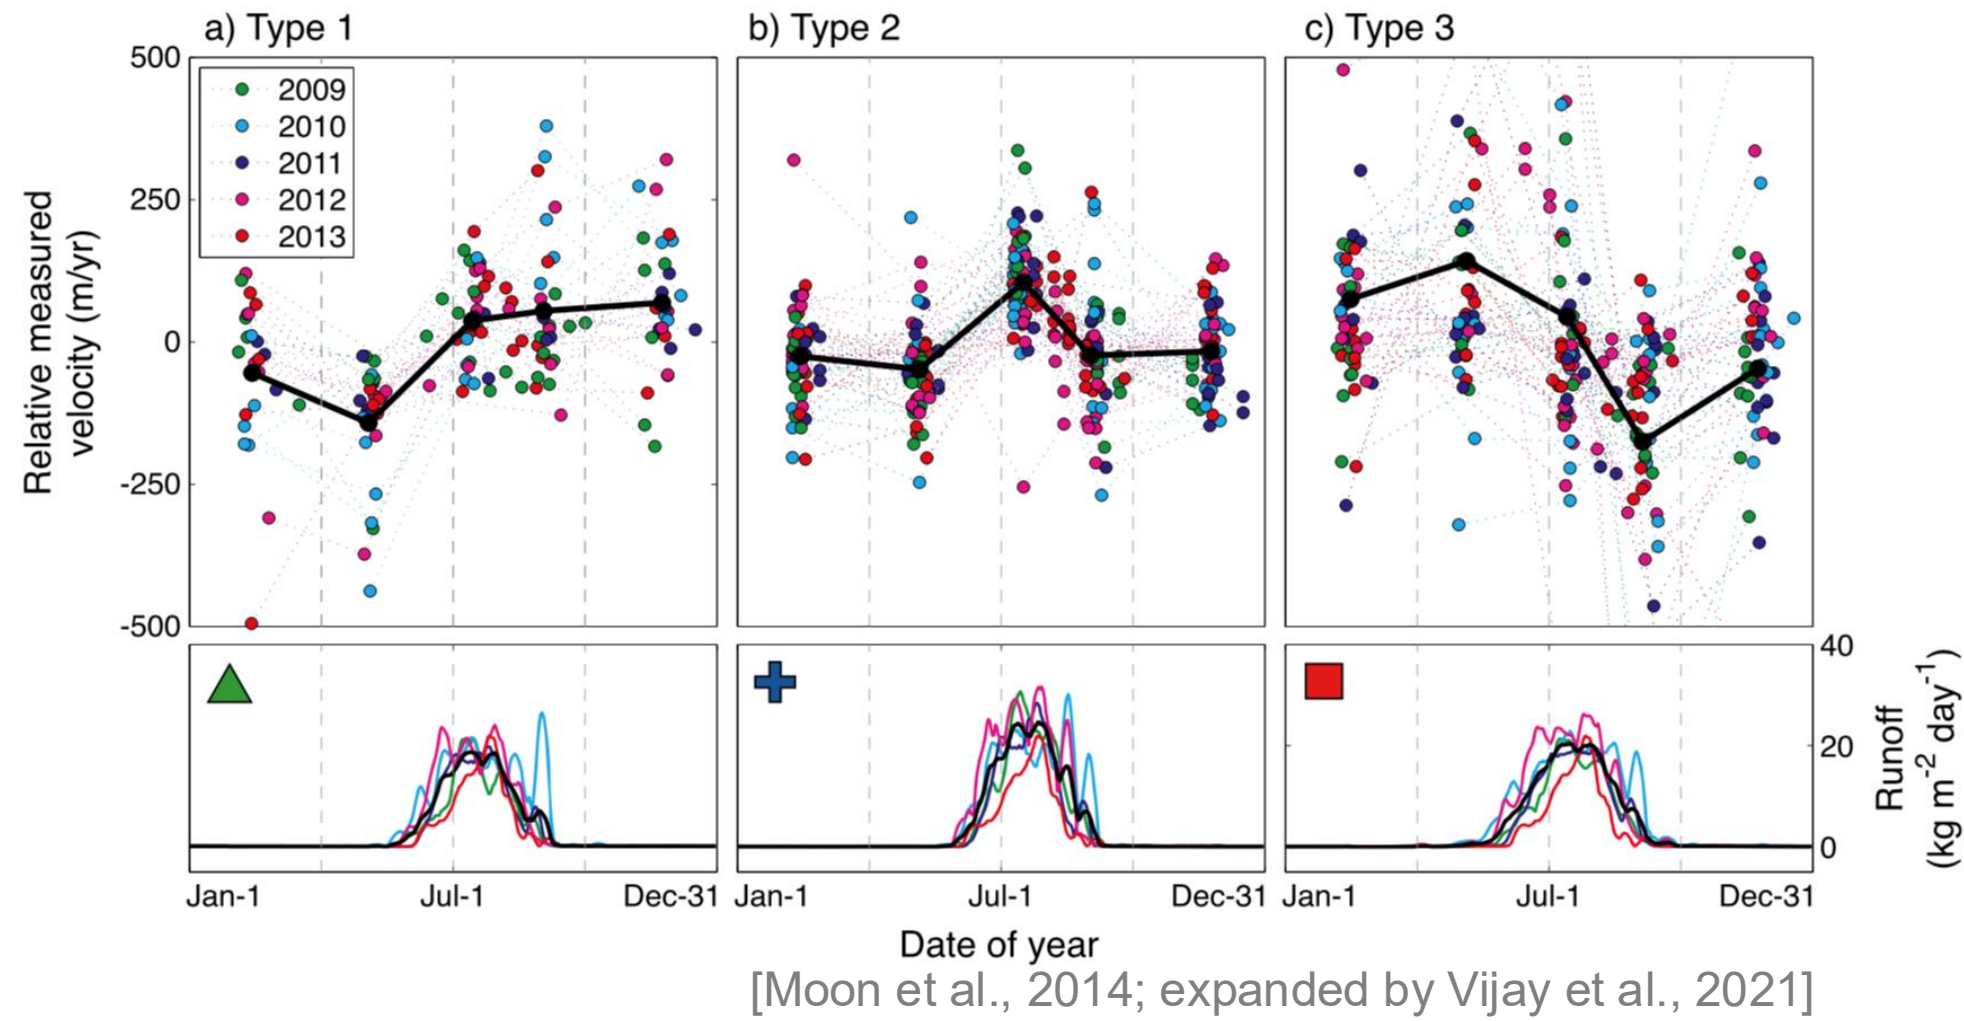 a) Type 1
b) Type 2
c) Type 3
500
250
0
-250
-500
Relative measured
velocity (m/yr)
2009
2010
2011
2012
2013
40
20
0
Runoff
(kg m⁻² day⁻¹)
Jan-1
Jul-1
Dec-31
Jan-1
Jul-1
Dec-31
Jan-1
Jul-1
Dec-31
Date of year
[Moon et al., 2014; expanded by Vijay et al., 2021]